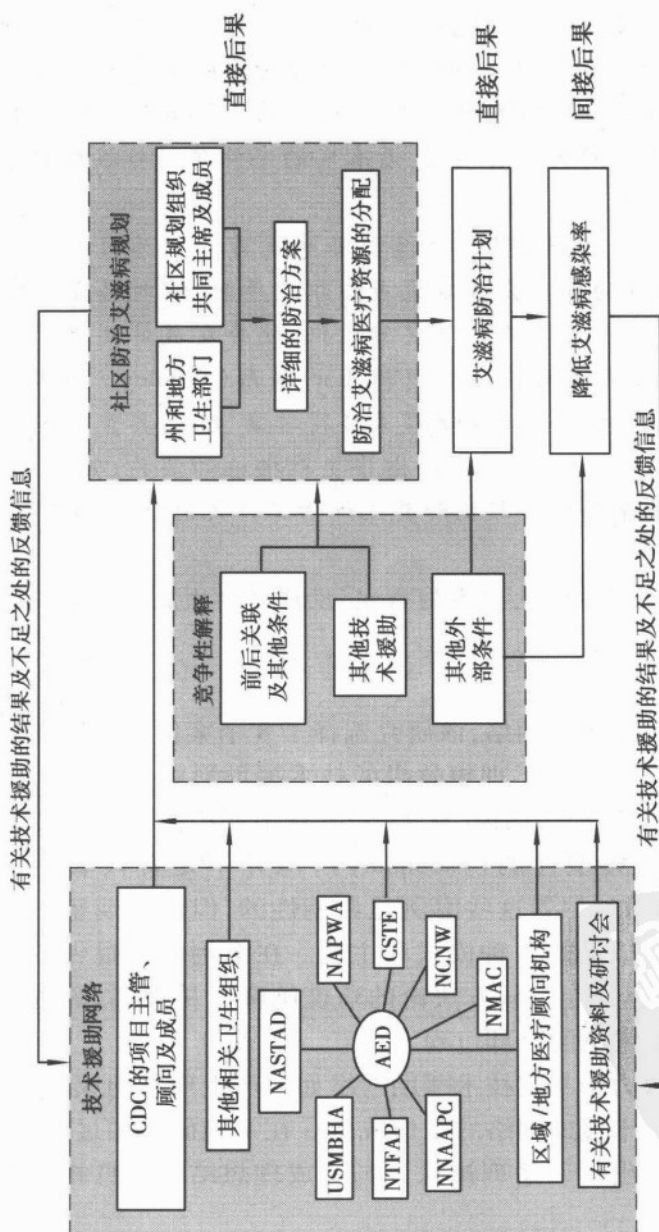 有关技术援助的结果及不足之处的反馈信息
技术援助网络
CDC 的项目主管、
顾问及成员
其他相关卫生组织
NASTAD
NAPWA
USMBHA
CSTE
AED
NTFAP
NCNW
NNAAPC
NMAC
区域/地方医疗顾问机构
有关技术援助资料及研讨会
竞争性解释
前后关联
及其他条件
其他技
术援助
其他外
部条件
社区防治艾滋病规划
州和地方
卫生部门
社区规划组织
共同主席及成员
详细的防治方案
防治艾滋病医疗资源的分配
直接后果
艾滋病防治计划
直接后果
降低艾滋病感染率
间接后果
有关技术援助的结果及不足之处的反馈信息